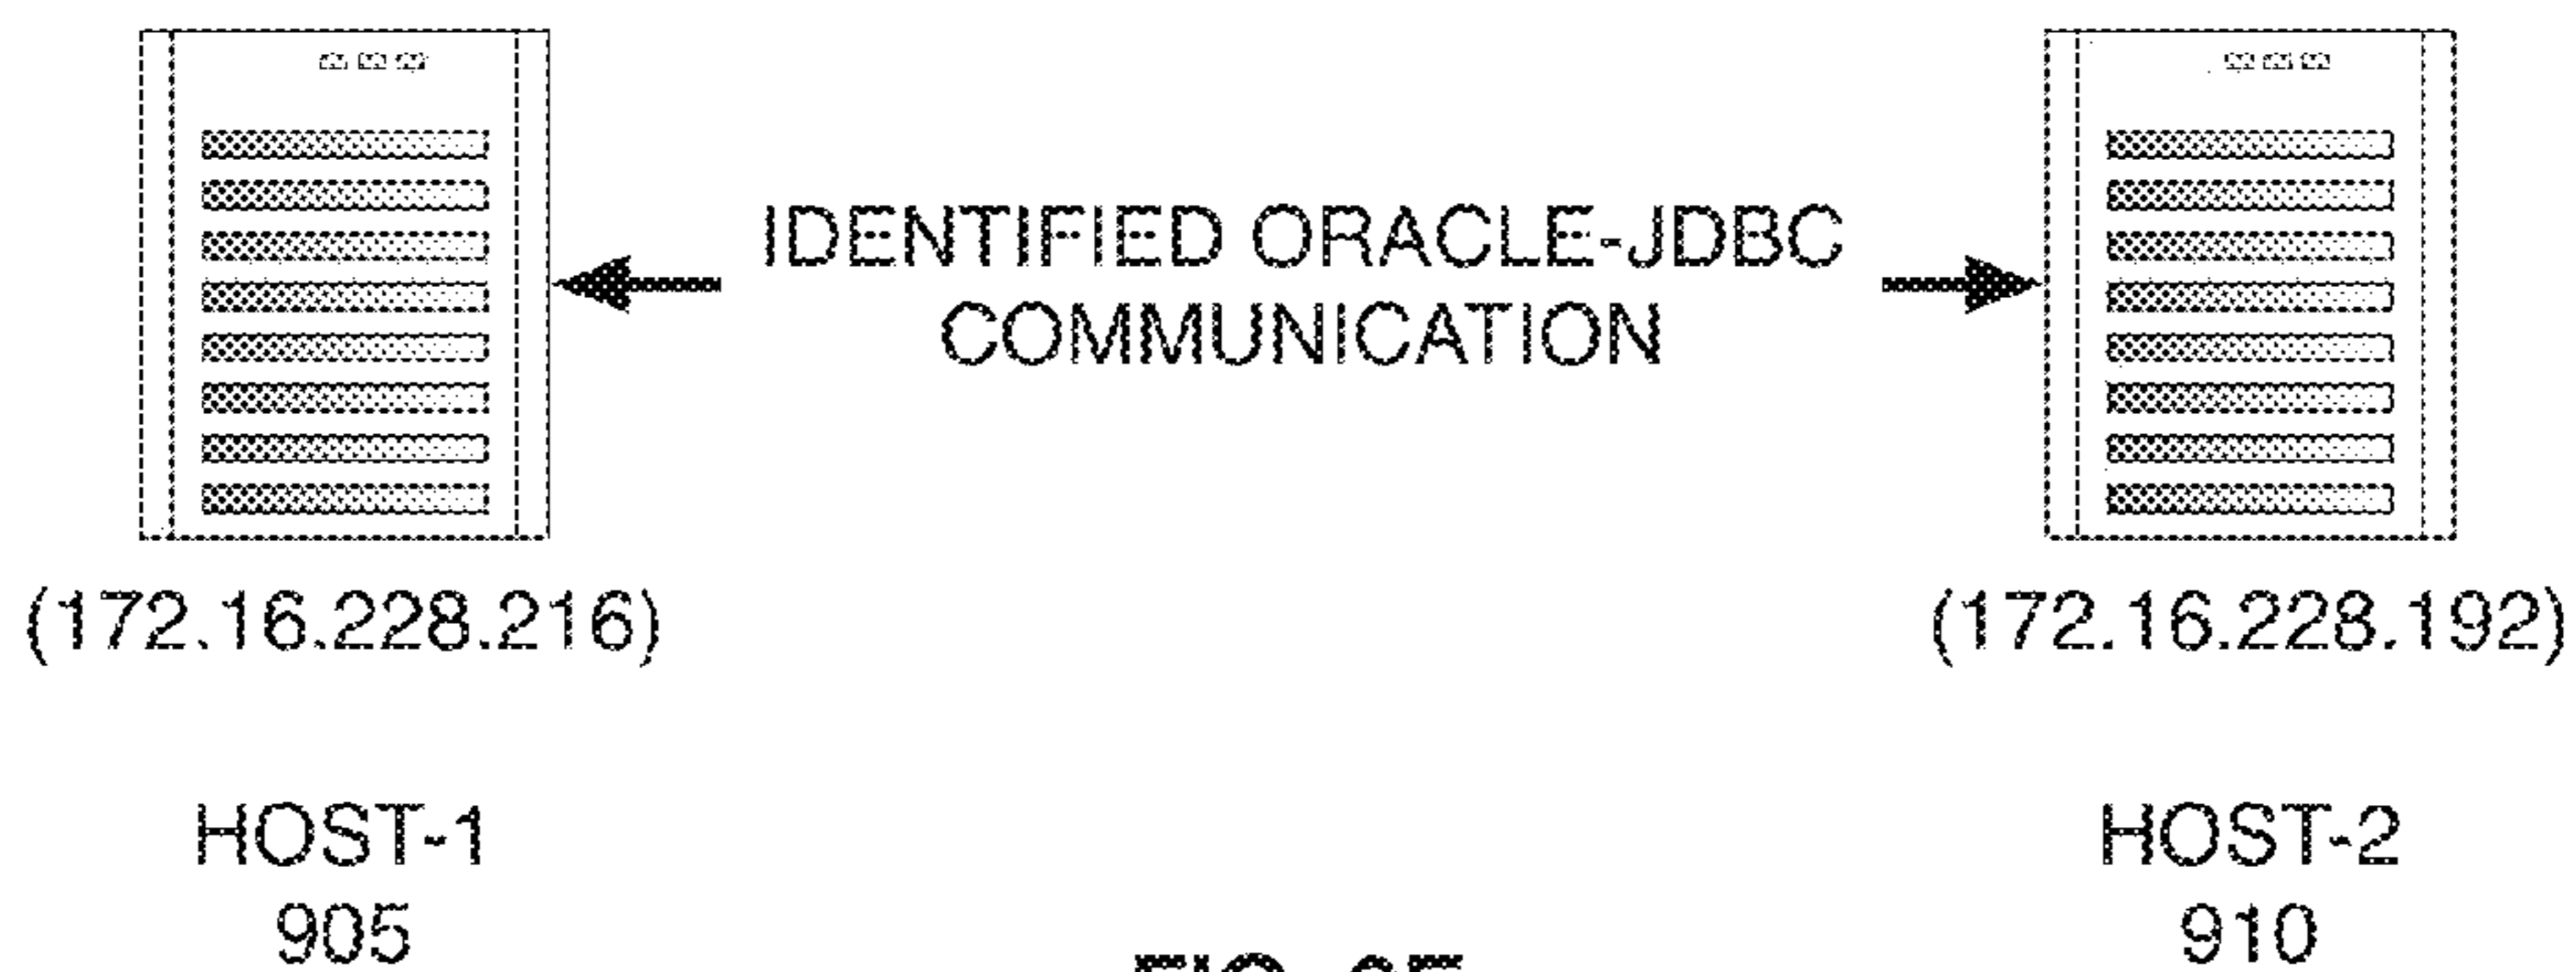 IDENTIFIED ORACLE-JDBC
COMMUNICATION
(172.16.228.216)
(172.16.228.192)
HOST-1
905
HOST-2
910